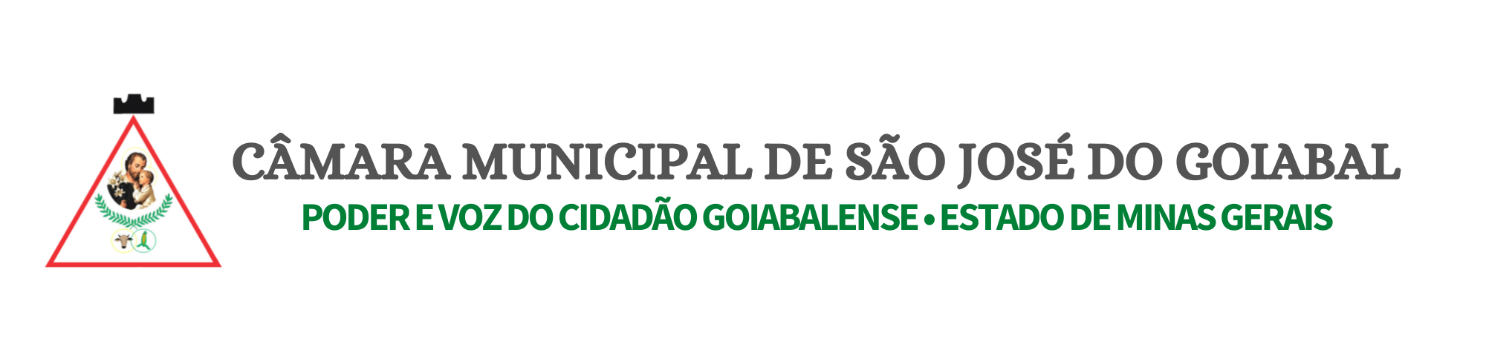 CÂMARA MUNICIPAL DE SÃO JOSÉ DO GOIABAL
PODER E VOZ DO CIDADÃO GOIABALENSE • ESTADO DE MINAS GERAIS